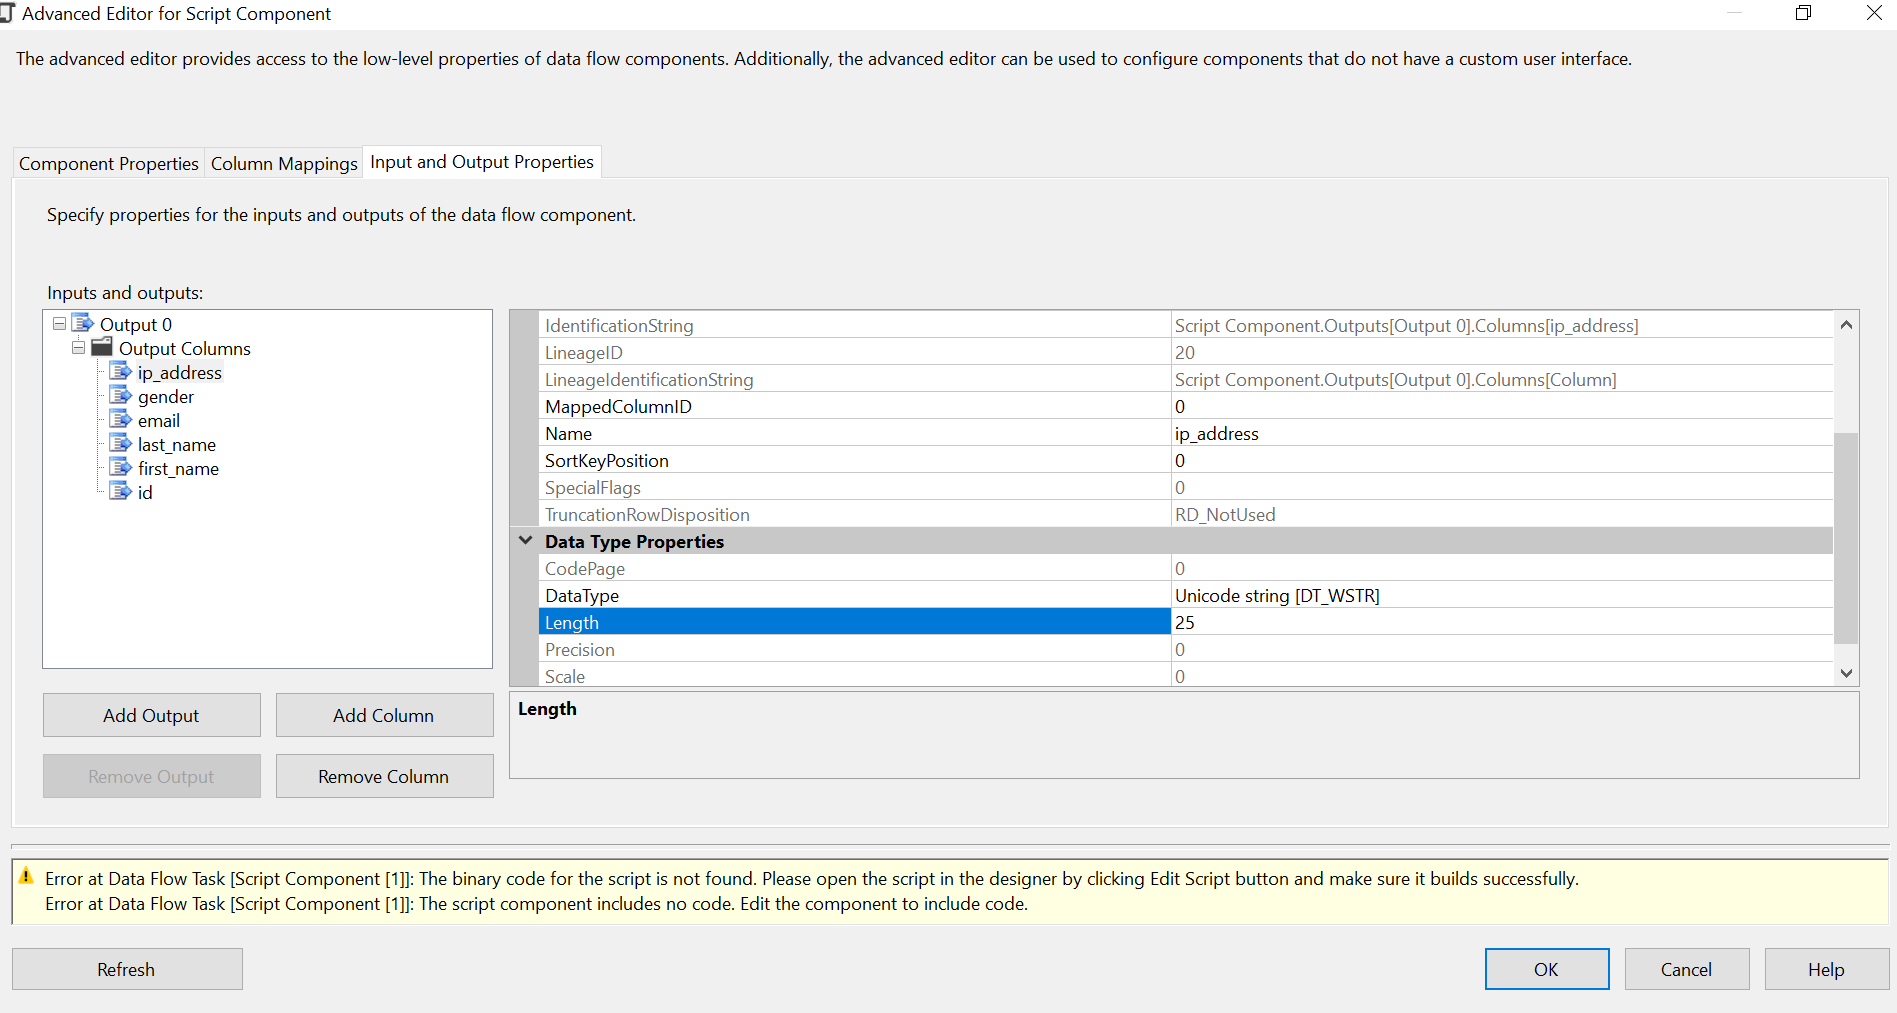 Advanced Editor for Script Component
The advanced editor provides access to the low-level properties of data flow components. Additionally, the advanced editor can be used to configure components that do not have a custom user interface.
Component Properties Column Mappings Input and Output Properties
Specify properties for the inputs and outputs of the data flow component.
Inputs and outputs:
Output 0
Output Columns
ip_address
gender
email
last_name
first_name
id
Add Output Add Column
Remove Output Remove Column
IdentificationString Script Component.Outputs[Output 0].Columns[ip_address]
LineageID 20
LineageIdentificationString Script Component.Outputs[Output 0].Columns[Column]
MappedColumnID 0
Name ip_address
SortKeyPosition 0
SpecialFlags 0
TruncationRowDisposition RD_NotUsed
Data Type Properties
CodePage 0
DataType Unicode string [DT_WSTR]
Length 25
Precision 0
Scale 0
Length
Error at Data Flow Task [Script Component [1]]: The binary code for the script is not found. Please open the script in the designer by clicking Edit Script button and make sure it builds successfully.
Error at Data Flow Task [Script Component [1]]: The script component includes no code. Edit the component to include code.
Refresh OK Cancel Help